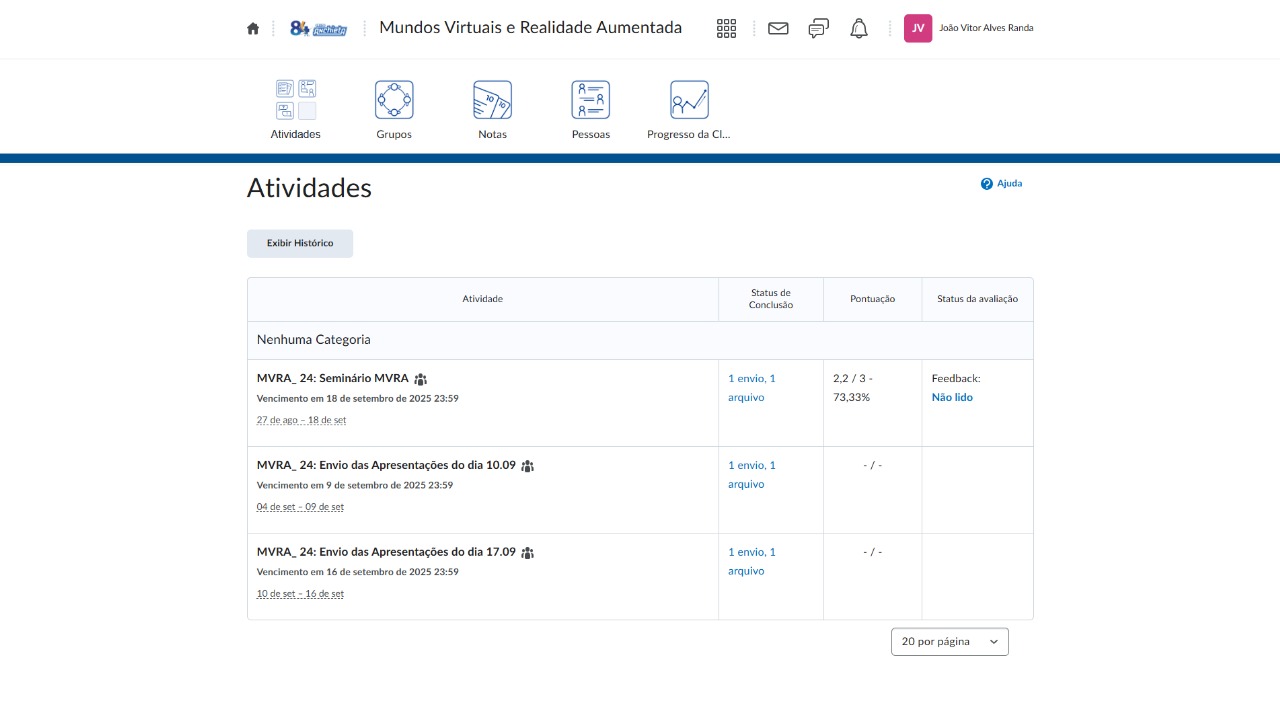 Mundos Virtuais e Realidade Aumentada
JV
João Vitor Alves Randa
Atividades
Grupos
Notas
Pessoas
Progresso da Cl...
Atividades
Ajuda
Exibir Histórico
Atividade
Status de
Conclusão
Pontuação
Status da avaliação
Nenhuma Categoria
MVRA_ 24: Seminário MVRA
Vencimento em 18 de setembro de 2025 23:59
27 de ago – 18 de set
1 envio, 1
arquivo
2,2 / 3 -
73,33%
Feedback:
Não lido
MVRA_ 24: Envio das Apresentações do dia 10.09
Vencimento em 9 de setembro de 2025 23:59
04 de set – 09 de set
1 envio, 1
arquivo
- / -
MVRA_ 24: Envio das Apresentações do dia 17.09
Vencimento em 16 de setembro de 2025 23:59
10 de set – 16 de set
1 envio, 1
arquivo
- / -
20 por página